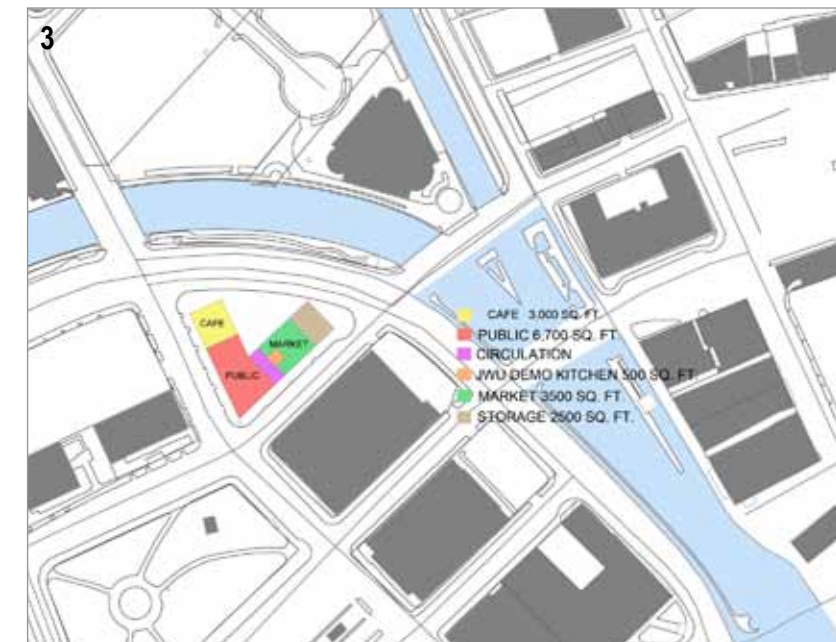 3
CAFE
PUBLIC
MARKET
CAFE 3.000 SQ. FT.
PUBLIC 6,700 SQ. FT.
CIRCULATION
JWU DEMO KITCHEN 500 SQ. FT.
MARKET 3500 SQ. FT.
STORAGE 2500 SQ. FT.